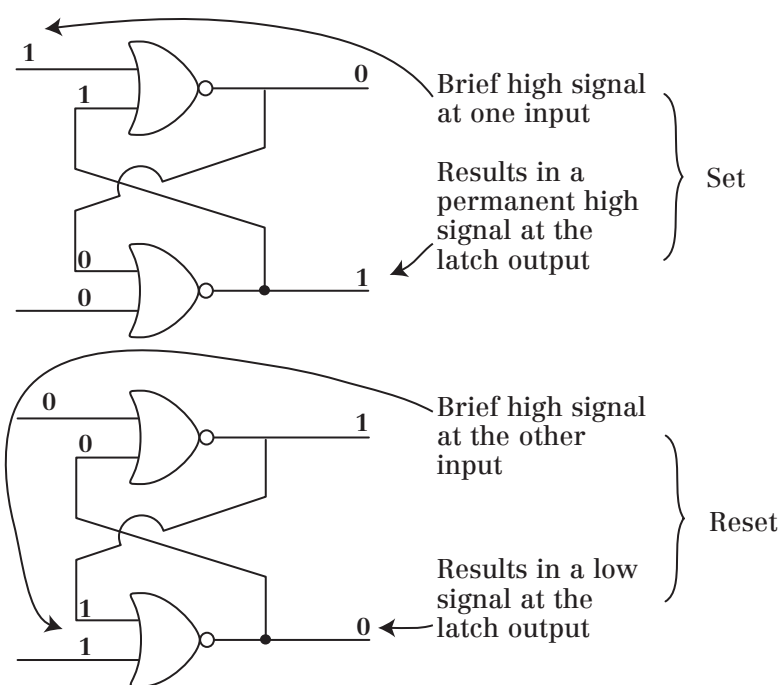 1
1
0
Brief high signal
at one input
Results in a
permanent high
signal at the
latch output
Set
0
0
1
0
0
1
Brief high signal
at the other
input
Reset
Results in a low
signal at the
latch output
1
1
0